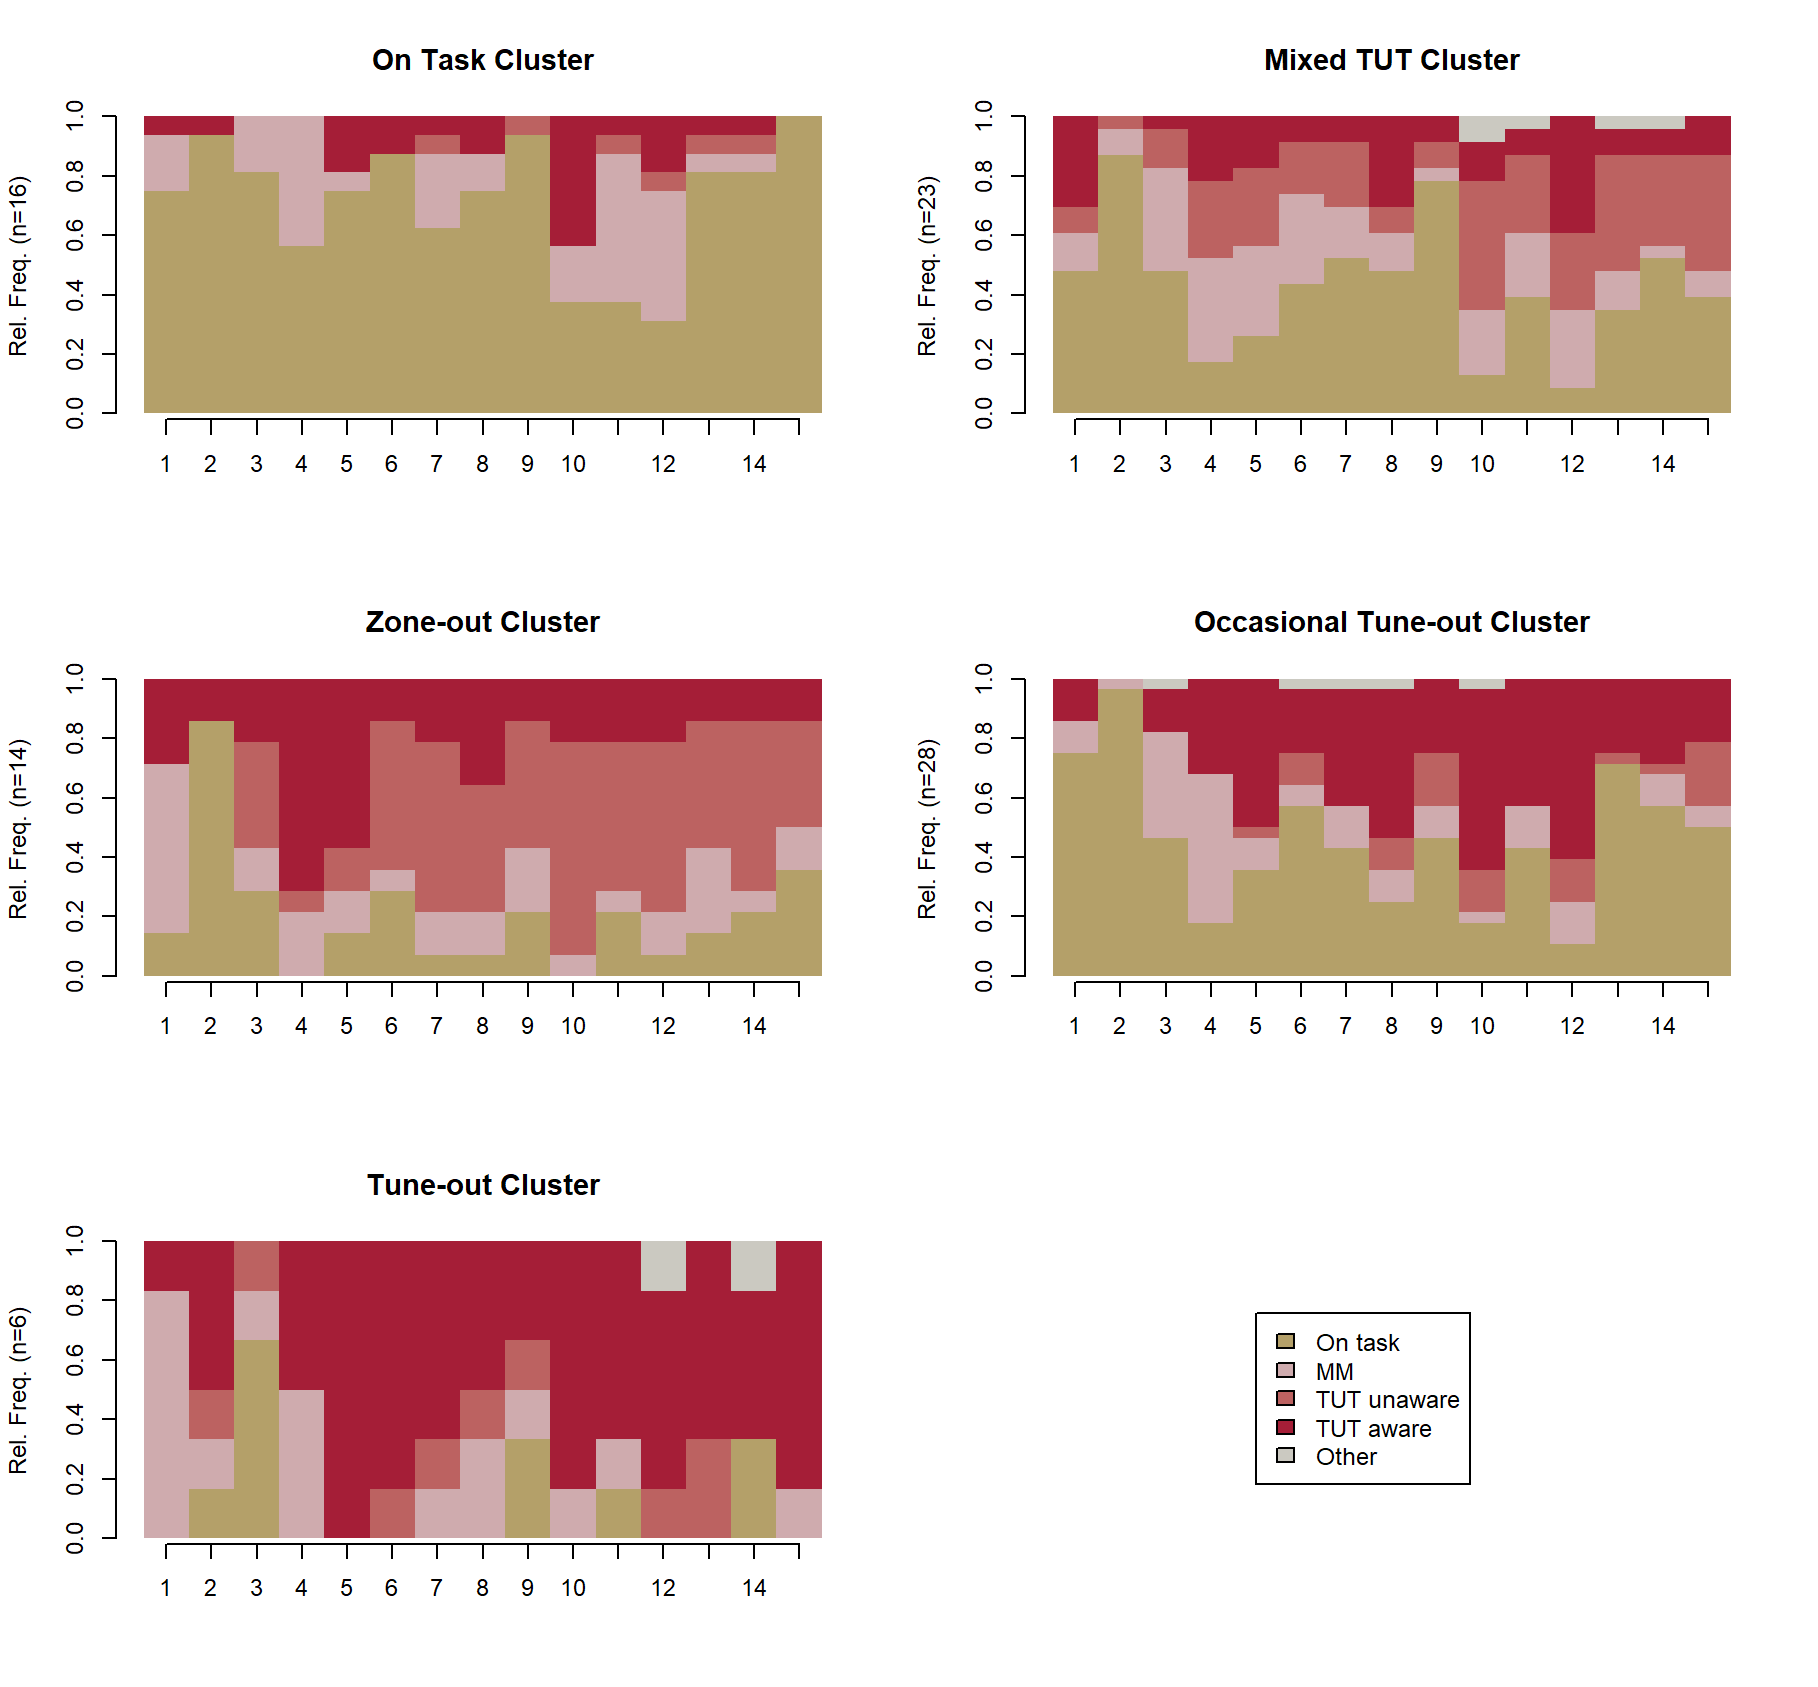 On Task Cluster
Rel. Freq. (n=16)
0.0 0.2 0.4 0.6 0.8 1.0
1 2 3 4 5 6 7 8 9 10 12 14
Mixed TUT Cluster
Rel. Freq. (n=23)
0.0 0.2 0.4 0.6 0.8 1.0
1 2 3 4 5 6 7 8 9 10 12 14
Zone-out Cluster
Rel. Freq. (n=14)
0.0 0.2 0.4 0.6 0.8 1.0
1 2 3 4 5 6 7 8 9 10 12 14
Occasional Tune-out Cluster
Rel. Freq. (n=28)
0.0 0.2 0.4 0.6 0.8 1.0
1 2 3 4 5 6 7 8 9 10 12 14
Tune-out Cluster
Rel. Freq. (n=6)
0.0 0.2 0.4 0.6 0.8 1.0
1 2 3 4 5 6 7 8 9 10 12 14
On task
MM
TUT unaware
TUT aware
Other